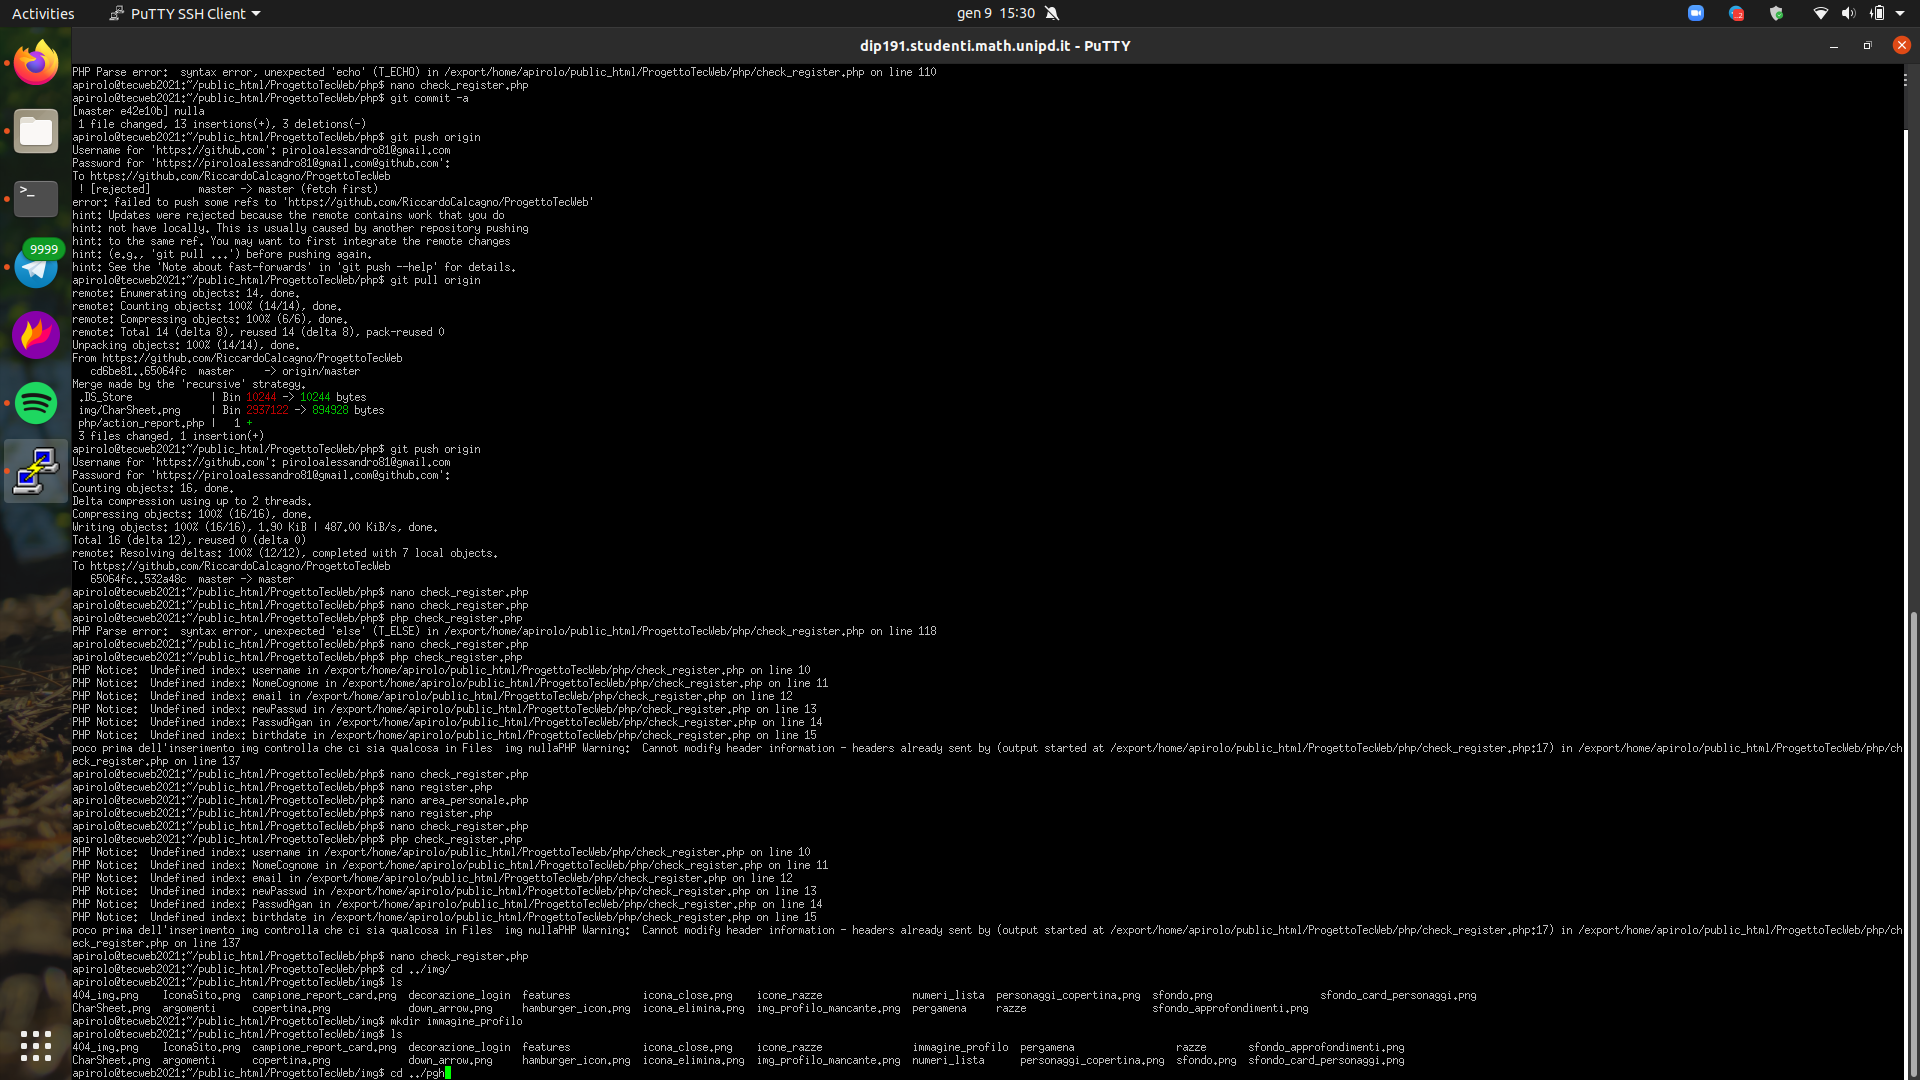 Activities
PuTTY SSH Client
gen 9 15:30
dip191.studenti.math.unipd.it - PuTTY
9999
PHP Parse error:  syntax error, unexpected 'echo' (T_ECHO) in /export/home/apirolo/public_html/ProgettoTecWeb/php/check_register.php on line 110
apirolo@tecweb2021:~/public_html/ProgettoTecWeb/php$ nano check_register.php
apirolo@tecweb2021:~/public_html/ProgettoTecWeb/php$ git commit -a
[master e42e10b] nulla
 1 file changed, 13 insertions(+), 3 deletions(-)
apirolo@tecweb2021:~/public_html/ProgettoTecWeb/php$ git push origin
Username for 'https://github.com': piroloalessandro81@gmail.com
Password for 'https://piroloalessandro81@gmail.com@github.com':
To https://github.com/RiccardoCalcagno/ProgettoTecWeb
 ! [rejected]        master -> master (fetch first)
error: failed to push some refs to 'https://github.com/RiccardoCalcagno/ProgettoTecWeb'
hint: Updates were rejected because the remote contains work that you do
hint: not have locally. This is usually caused by another repository pushing
hint: to the same ref. You may want to first integrate the remote changes
hint: (e.g., 'git pull ...') before pushing again.
hint: See the 'Note about fast-forwards' in 'git push --help' for details.
apirolo@tecweb2021:~/public_html/ProgettoTecWeb/php$ git pull origin
remote: Enumerating objects: 14, done.
remote: Counting objects: 100% (14/14), done.
remote: Compressing objects: 100% (6/6), done.
remote: Total 14 (delta 8), reused 14 (delta 8), pack-reused 0
Unpacking objects: 100% (14/14), done.
From https://github.com/RiccardoCalcagno/ProgettoTecWeb
   cd6be81..65064fc  master     -> origin/master
Merge made by the 'recursive' strategy.
 .DS_Store             | Bin 10244 -> 10244 bytes
 img/CharSheet.png     | Bin 2937122 -> 894928 bytes
 php/action_report.php |   1 +
 3 files changed, 1 insertion(+)
apirolo@tecweb2021:~/public_html/ProgettoTecWeb/php$ git push origin
Username for 'https://github.com': piroloalessandro81@gmail.com
Password for 'https://piroloalessandro81@gmail.com@github.com':
Counting objects: 16, done.
Delta compression using up to 2 threads.
Compressing objects: 100% (16/16), done.
Writing objects: 100% (16/16), 1.90 KiB | 487.00 KiB/s, done.
Total 16 (delta 12), reused 0 (delta 0)
remote: Resolving deltas: 100% (12/12), completed with 7 local objects.
To https://github.com/RiccardoCalcagno/ProgettoTecWeb
   65064fc..532a48c  master -> master
apirolo@tecweb2021:~/public_html/ProgettoTecWeb/php$ nano check_register.php
apirolo@tecweb2021:~/public_html/ProgettoTecWeb/php$ nano check_register.php
apirolo@tecweb2021:~/public_html/ProgettoTecWeb/php$ php check_register.php
PHP Parse error:  syntax error, unexpected 'else' (T_ELSE) in /export/home/apirolo/public_html/ProgettoTecWeb/php/check_register.php on line 118
apirolo@tecweb2021:~/public_html/ProgettoTecWeb/php$ nano check_register.php
apirolo@tecweb2021:~/public_html/ProgettoTecWeb/php$ php check_register.php
PHP Notice:  Undefined index: username in /export/home/apirolo/public_html/ProgettoTecWeb/php/check_register.php on line 10
PHP Notice:  Undefined index: NomeCognome in /export/home/apirolo/public_html/ProgettoTecWeb/php/check_register.php on line 11
PHP Notice:  Undefined index: email in /export/home/apirolo/public_html/ProgettoTecWeb/php/check_register.php on line 12
PHP Notice:  Undefined index: newPasswd in /export/home/apirolo/public_html/ProgettoTecWeb/php/check_register.php on line 13
PHP Notice:  Undefined index: PasswdAgan in /export/home/apirolo/public_html/ProgettoTecWeb/php/check_register.php on line 14
PHP Notice:  Undefined index: birthdate in /export/home/apirolo/public_html/ProgettoTecWeb/php/check_register.php on line 15
poco prima dell'inserimento img controlla che ci sia qualcosa in Files  img nullaPHP Warning:  Cannot modify header information - headers already sent by (output started at /export/home/apirolo/public_html/ProgettoTecWeb/php/check_register.php:17) in /export/home/apirolo/public_html/ProgettoTecWeb/php/ch
eck_register.php on line 137
apirolo@tecweb2021:~/public_html/ProgettoTecWeb/php$ nano check_register.php
apirolo@tecweb2021:~/public_html/ProgettoTecWeb/php$ nano register.php
apirolo@tecweb2021:~/public_html/ProgettoTecWeb/php$ nano area_personale.php
apirolo@tecweb2021:~/public_html/ProgettoTecWeb/php$ nano register.php
apirolo@tecweb2021:~/public_html/ProgettoTecWeb/php$ nano check_register.php
apirolo@tecweb2021:~/public_html/ProgettoTecWeb/php$ php check_register.php
PHP Notice:  Undefined index: username in /export/home/apirolo/public_html/ProgettoTecWeb/php/check_register.php on line 10
PHP Notice:  Undefined index: NomeCognome in /export/home/apirolo/public_html/ProgettoTecWeb/php/check_register.php on line 11
PHP Notice:  Undefined index: email in /export/home/apirolo/public_html/ProgettoTecWeb/php/check_register.php on line 12
PHP Notice:  Undefined index: newPasswd in /export/home/apirolo/public_html/ProgettoTecWeb/php/check_register.php on line 13
PHP Notice:  Undefined index: PasswdAgan in /export/home/apirolo/public_html/ProgettoTecWeb/php/check_register.php on line 14
PHP Notice:  Undefined index: birthdate in /export/home/apirolo/public_html/ProgettoTecWeb/php/check_register.php on line 15
poco prima dell'inserimento img controlla che ci sia qualcosa in Files  img nullaPHP Warning:  Cannot modify header information - headers already sent by (output started at /export/home/apirolo/public_html/ProgettoTecWeb/php/check_register.php:17) in /export/home/apirolo/public_html/ProgettoTecWeb/php/ch
eck_register.php on line 137
apirolo@tecweb2021:~/public_html/ProgettoTecWeb/php$ nano check_register.php
apirolo@tecweb2021:~/public_html/ProgettoTecWeb/php$ cd ../img/
apirolo@tecweb2021:~/public_html/ProgettoTecWeb/img$ ls
404_img.png    IconaSito.png  campione_report_card.png  decorazione_login  features            icona_close.png    icone_razze               numeri_lista  personaggi_copertina.png  sfondo.png                  sfondo_card_personaggi.png
CharSheet.png  argomenti      copertina.png             down_arrow.png     hamburger_icon.png  icona_elimina.png  img_profilo_mancante.png  pergamena     razze                     sfondo_approfondimenti.png
apirolo@tecweb2021:~/public_html/ProgettoTecWeb/img$ mkdir immagine_profilo
apirolo@tecweb2021:~/public_html/ProgettoTecWeb/img$ ls
404_img.png    IconaSito.png  campione_report_card.png  decorazione_login  features            icona_close.png    icone_razze               immagine_profilo  pergamena                 razze       sfondo_approfondimenti.png
CharSheet.png  argomenti      copertina.png             down_arrow.png     hamburger_icon.png  icona_elimina.png  img_profilo_mancante.png  numeri_lista      personaggi_copertina.png  sfondo.png  sfondo_card_personaggi.png
apirolo@tecweb2021:~/public_html/ProgettoTecWeb/img$ cd ../pgh